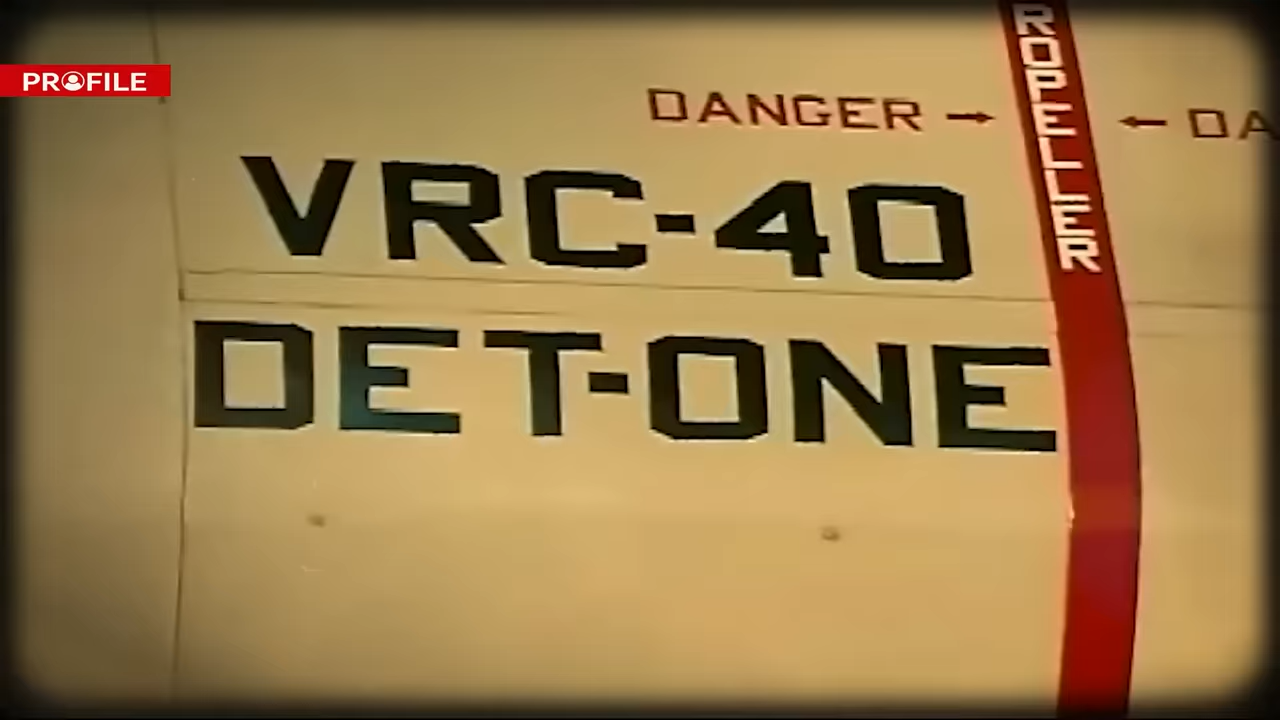 PROFILE
DANGER → ← DA
ROPELLER
VRC-40
DET-ONE